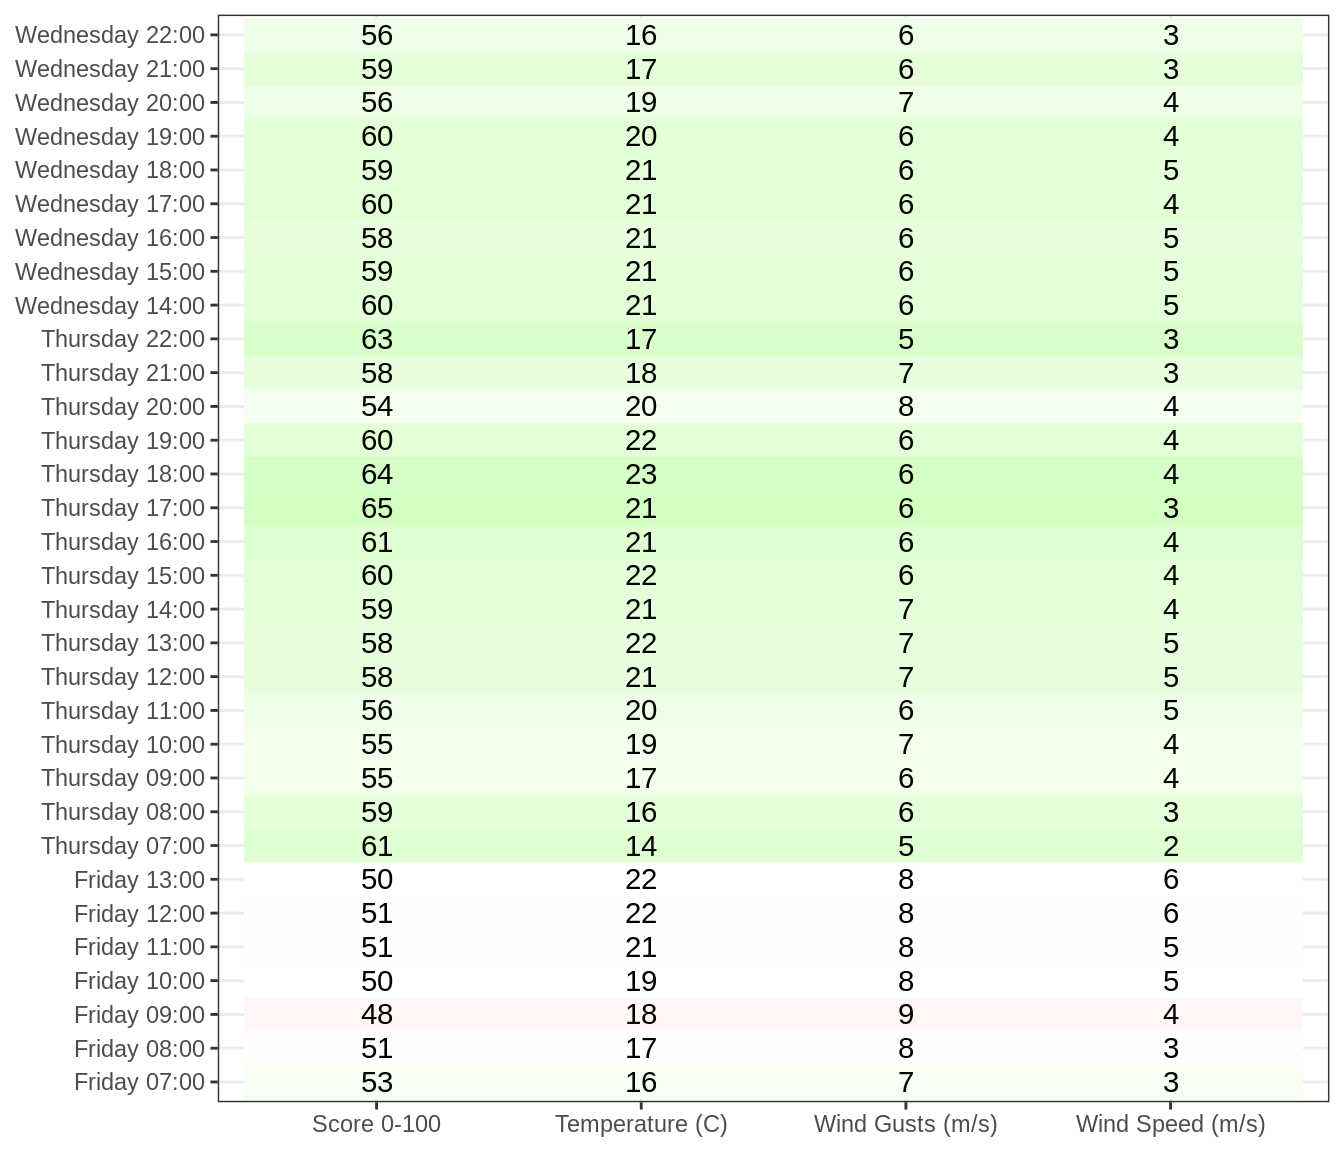 Wednesday 22:00 56 16 6 3
Wednesday 21:00 59 17 6 3
Wednesday 20:00 56 19 7 4
Wednesday 19:00 60 20 6 4
Wednesday 18:00 59 21 6 5
Wednesday 17:00 60 21 6 4
Wednesday 16:00 58 21 6 5
Wednesday 15:00 59 21 6 5
Wednesday 14:00 60 21 6 5
Thursday 22:00 63 17 5 3
Thursday 21:00 58 18 7 3
Thursday 20:00 54 20 8 4
Thursday 19:00 60 22 6 4
Thursday 18:00 64 23 6 4
Thursday 17:00 65 21 6 3
Thursday 16:00 61 21 6 4
Thursday 15:00 60 22 6 4
Thursday 14:00 59 21 7 4
Thursday 13:00 58 22 7 5
Thursday 12:00 58 21 7 5
Thursday 11:00 56 20 6 5
Thursday 10:00 55 19 7 4
Thursday 09:00 55 17 6 4
Thursday 08:00 59 16 6 3
Thursday 07:00 61 14 5 2
Friday 13:00 50 22 8 6
Friday 12:00 51 22 8 6
Friday 11:00 51 21 8 5
Friday 10:00 50 19 8 5
Friday 09:00 48 18 9 4
Friday 08:00 51 17 8 3
Friday 07:00 53 16 7 3
Score 0-100 Temperature (C) Wind Gusts (m/s) Wind Speed (m/s)